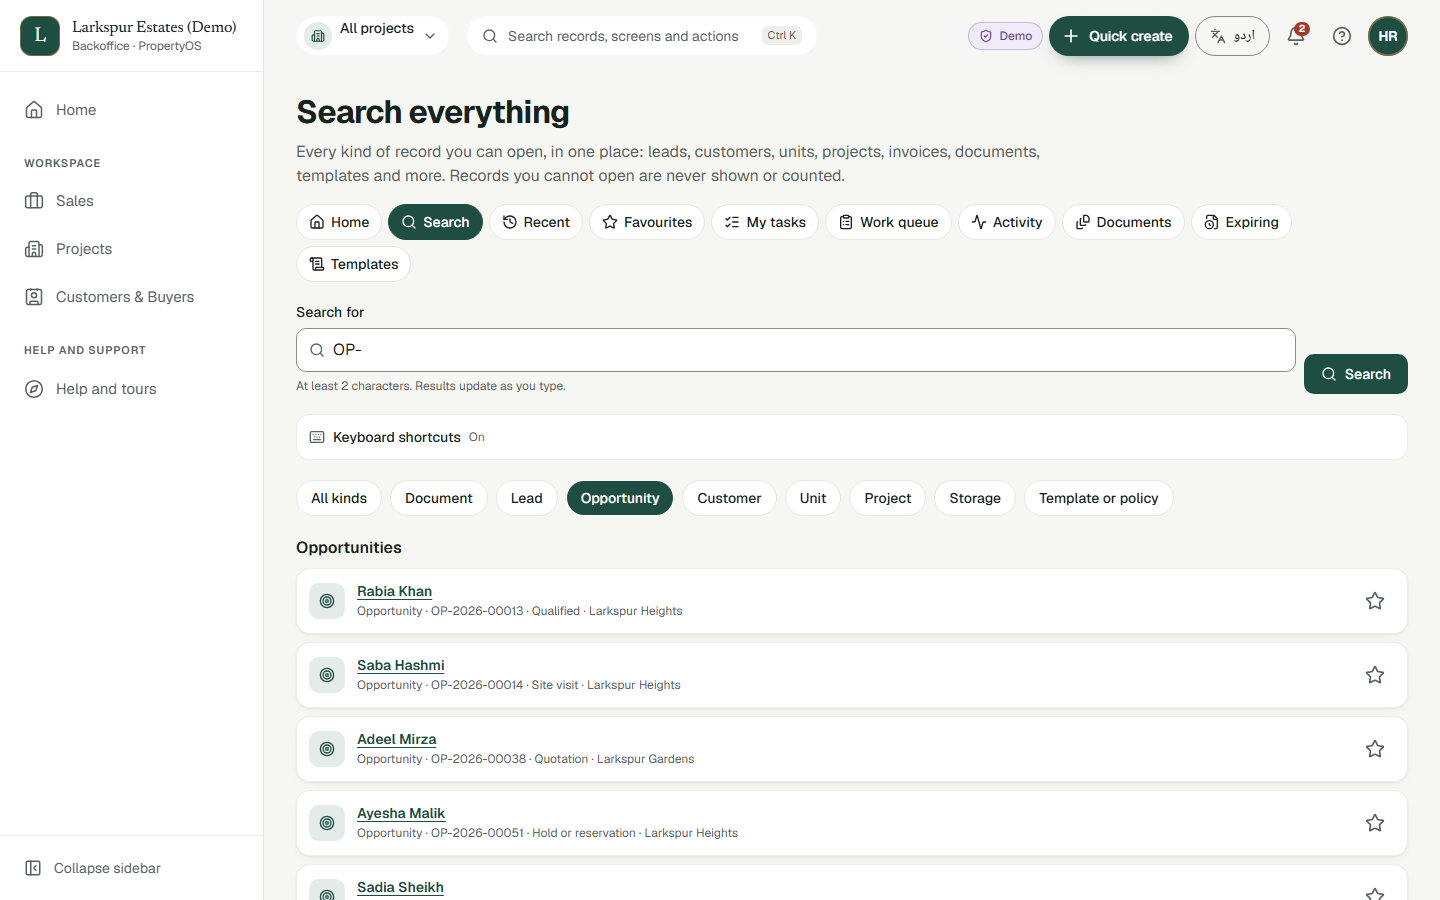 L
Larkspur Estates (Demo)
Backoffice · PropertyOS
All projects
Search records, screens and actions
Ctrl K
Demo
Quick create
اردو
2
HR
Home
WORKSPACE
Sales
Projects
Customers & Buyers
HELP AND SUPPORT
Help and tours
Collapse sidebar
Search everything
Every kind of record you can open, in one place: leads, customers, units, projects, invoices, documents,
templates and more. Records you cannot open are never shown or counted.
Home
Search
Recent
Favourites
My tasks
Work queue
Activity
Documents
Expiring
Templates
Search for
OP-
At least 2 characters. Results update as you type.
Search
Keyboard shortcuts On
All kinds
Document
Lead
Opportunity
Customer
Unit
Project
Storage
Template or policy
Opportunities
Rabia Khan
Opportunity · OP-2026-00013 · Qualified · Larkspur Heights
Saba Hashmi
Opportunity · OP-2026-00014 · Site visit · Larkspur Heights
Adeel Mirza
Opportunity · OP-2026-00038 · Quotation · Larkspur Gardens
Ayesha Malik
Opportunity · OP-2026-00051 · Hold or reservation · Larkspur Heights
Sadia Sheikh